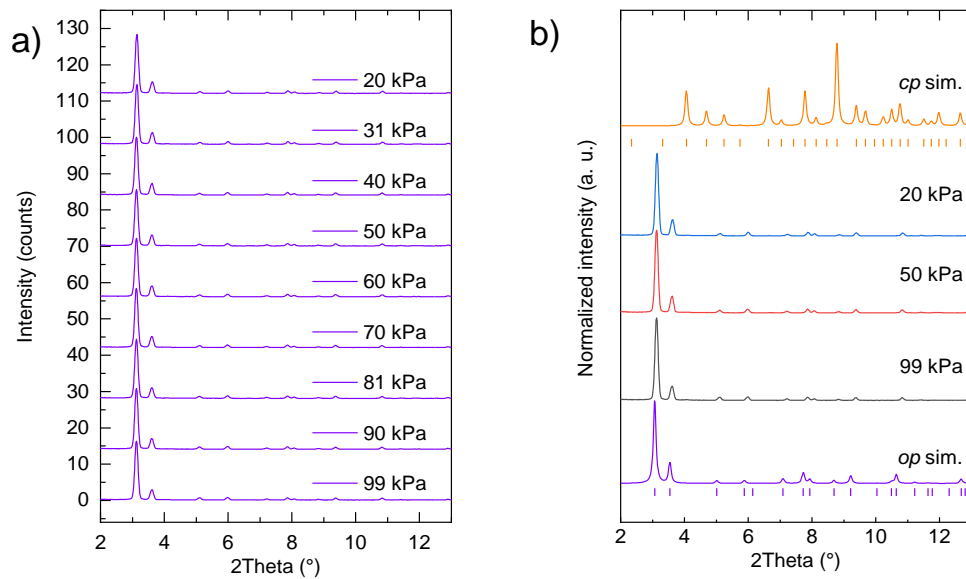 a)
130
120
110
100
90
80
70
60
50
40
30
20
10
0
Intensity (counts)
20 kPa
31 kPa
40 kPa
50 kPa
60 kPa
70 kPa
81 kPa
90 kPa
99 kPa
2 4 6 8 10 12
2Theta (°)
b)
Normalized intensity (a. u.)
cp sim.
20 kPa
50 kPa
99 kPa
op sim.
2 4 6 8 10 12
2Theta (°)